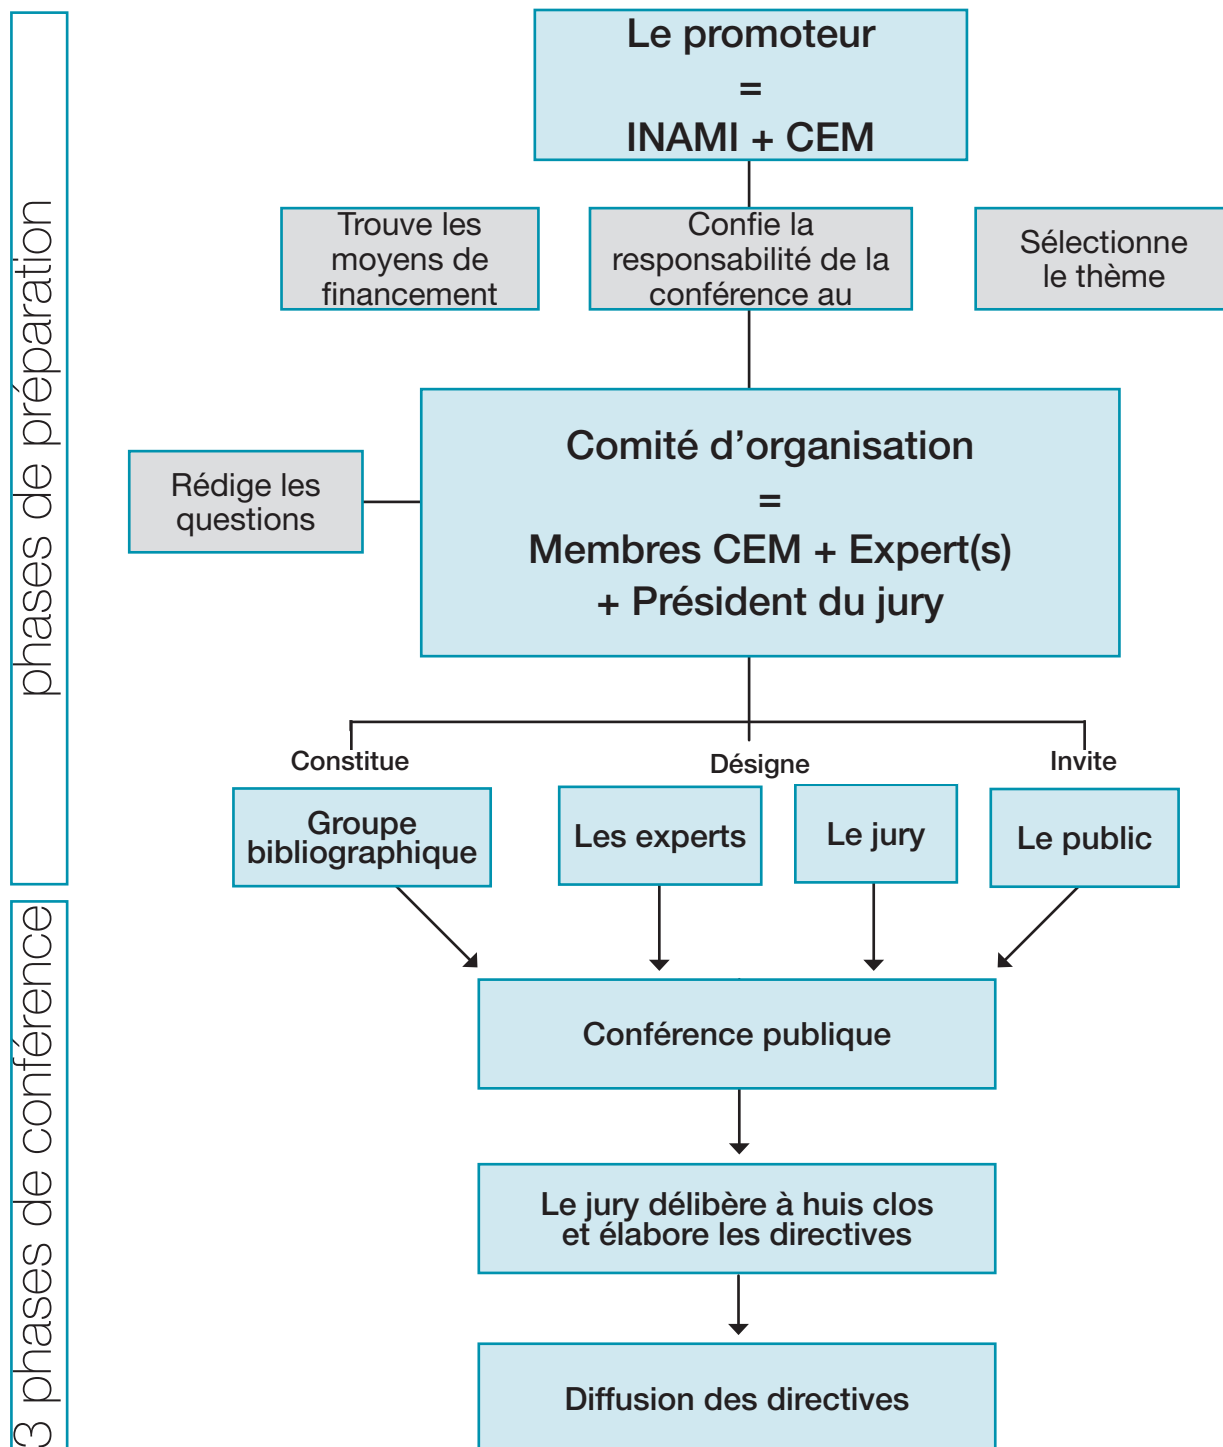 Le promoteur
=
INAMI + CEM
Trouve les
moyens de
financement
Confie la
responsabilité de la
conférence au
Sélectionne
le thème
phases de préparation
Comité d’organisation
=
Membres CEM + Expert(s)
+ Président du jury
Rédige les
questions
Constitue
Désigne
Invite
Groupe
bibliographique
Les experts
Le jury
Le public
3 phases de conférence
Conférence publique
Le jury délibère à huis clos
et élabore les directives
Diffusion des directives